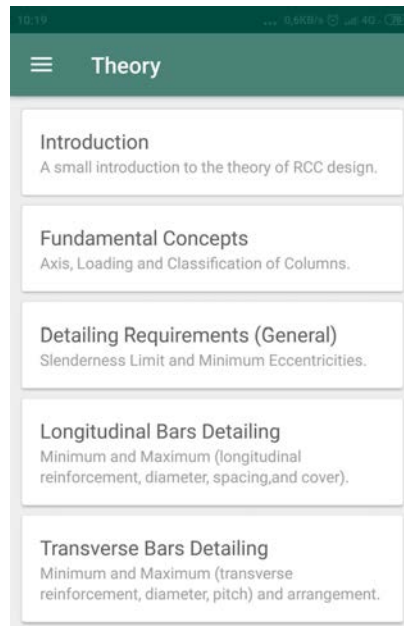 10:19
... 0,6KB/s 4G
Theory
Introduction
A small introduction to the theory of RCC design.
Fundamental Concepts
Axis, Loading and Classification of Columns.
Detailing Requirements (General)
Slenderness Limit and Minimum Eccentricities.
Longitudinal Bars Detailing
Minimum and Maximum (longitudinal
reinforcement, diameter, spacing,and cover).
Transverse Bars Detailing
Minimum and Maximum (transverse
reinforcement, diameter, pitch) and arrangement.